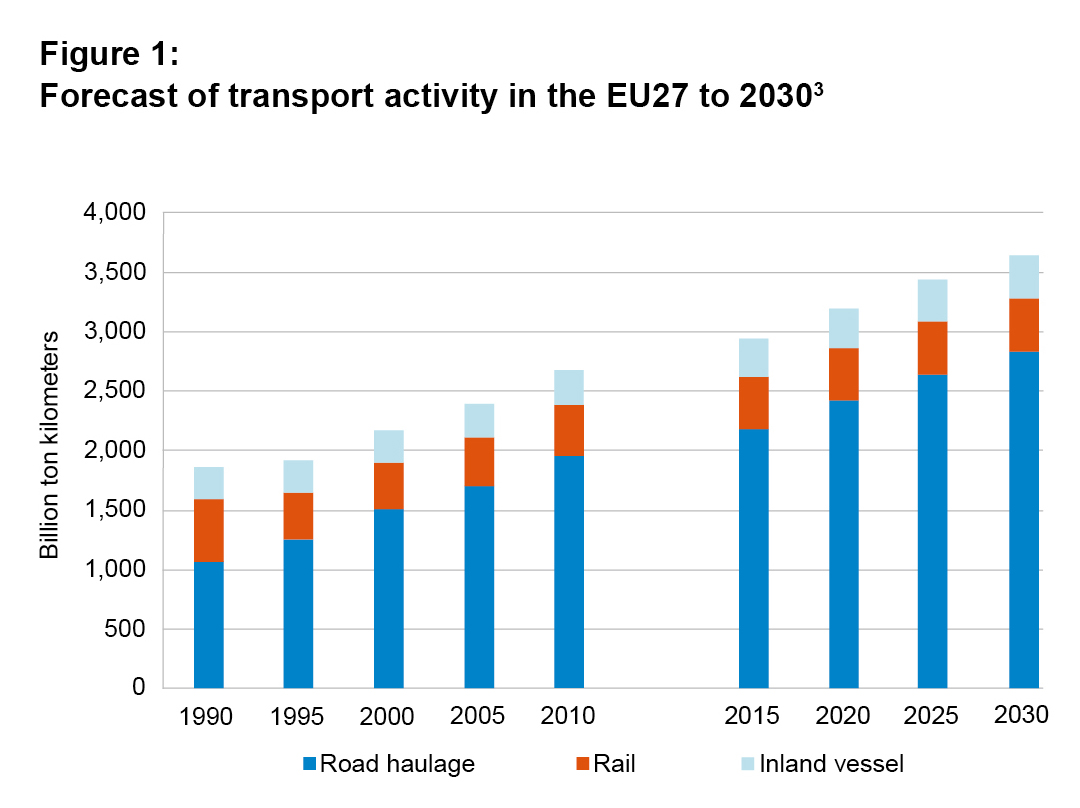 Figure 1:
Forecast of transport activity in the EU27 to 2030³
4,000
3,500
3,000
2,500
2,000
1,500
1,000
500
0
Billion ton kilometers
1990 1995 2000 2005 2010 2015 2020 2025 2030
Road haulage Rail Inland vessel